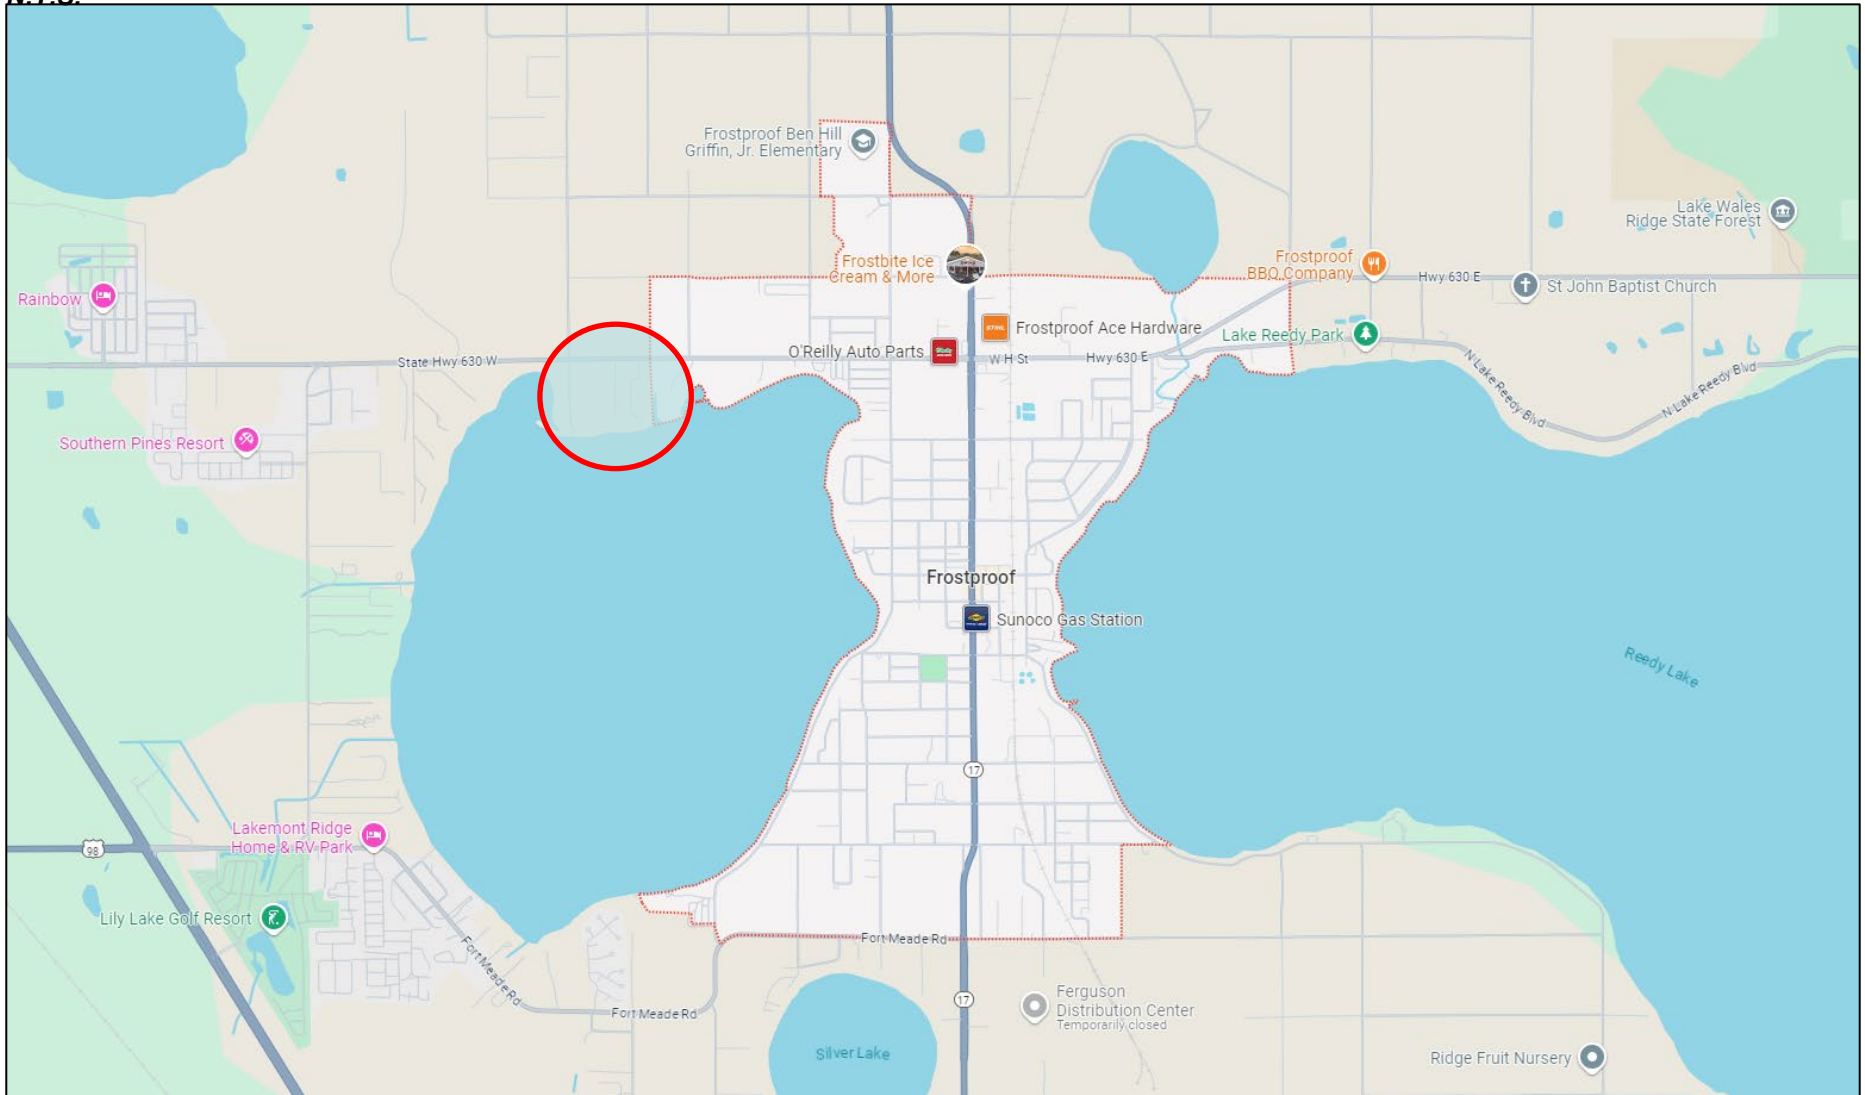 N.T.S.
Frostproof Ben Hill
Griffin, Jr. Elementary
Lake Wales
Ridge State Forest
Frostbite Ice
Cream & More
Frostproof
BBQ Company
Hwy 630 E
St John Baptist Church
Rainbow
Frostproof Ace Hardware
STIHL
Lake Reedy Park
State Hwy 630 W
O'Reilly Auto Parts
W H St
Hwy 630 E
N Lake Reedy Blvd
N Lake Reedy Blvd
Southern Pines Resort
Frostproof
Sunoco Gas Station
Reedy Lake
17
Lakemont Ridge
Home & RV Park
98
Lily Lake Golf Resort
Fort Meade Rd
Fort Meade Rd
Fort Meade Rd
17
Ferguson
Distribution Center
Temporarily closed
Silver Lake
Ridge Fruit Nursery